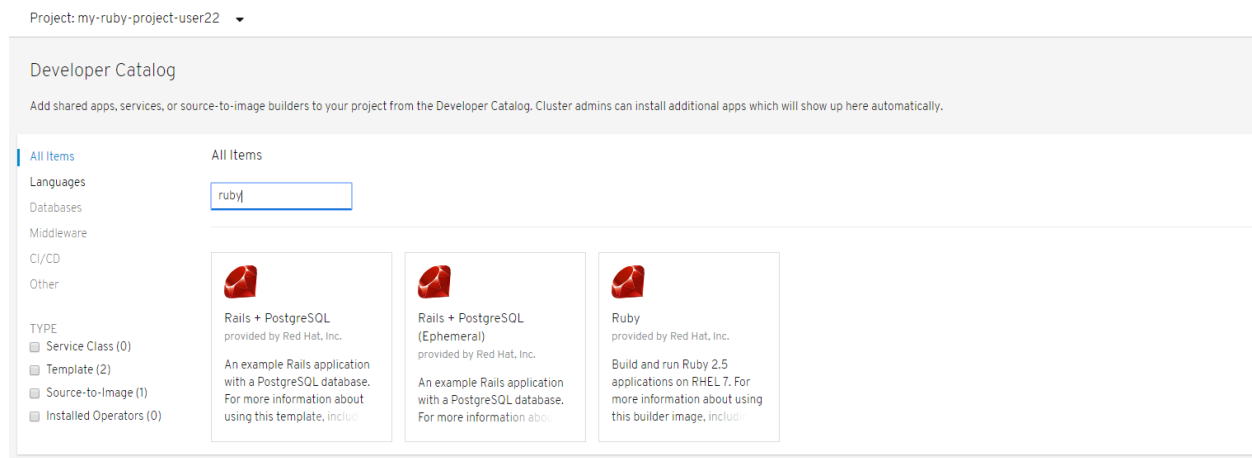 Project: my-ruby-project-user22
Developer Catalog
Add shared apps, services, or source-to-image builders to your project from the Developer Catalog. Cluster admins can install additional apps which will show up here automatically.
All Items
Languages
Databases
Middleware
CI/CD
Other
TYPE
Service Class (0)
Template (2)
Source-to-Image (1)
Installed Operators (0)
All Items
ruby
Rails + PostgreSQL
provided by Red Hat, Inc.
An example Rails application
with a PostgreSQL database.
For more information about
using this template, includ
Rails + PostgreSQL
(Ephemeral)
provided by Red Hat, Inc.
An example Rails application
with a PostgreSQL database.
For more information abou
Ruby
provided by Red Hat, Inc.
Build and run Ruby 2.5
applications on RHEL 7. For
more information about using
this builder image, includin